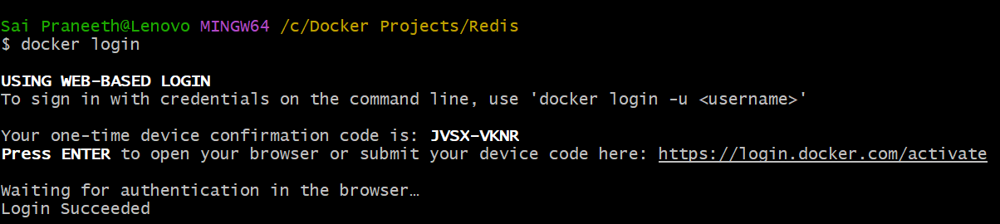 Sai Praneeth@Lenovo MINGW64 /c/Docker Projects/Redis
$ docker login
USING WEB-BASED LOGIN
To sign in with credentials on the command line, use 'docker login -u <username>'
Your one-time device confirmation code is: JVSX-VKNR
Press ENTER to open your browser or submit your device code here: https://login.docker.com/activate
Waiting for authentication in the browser…
Login Succeeded